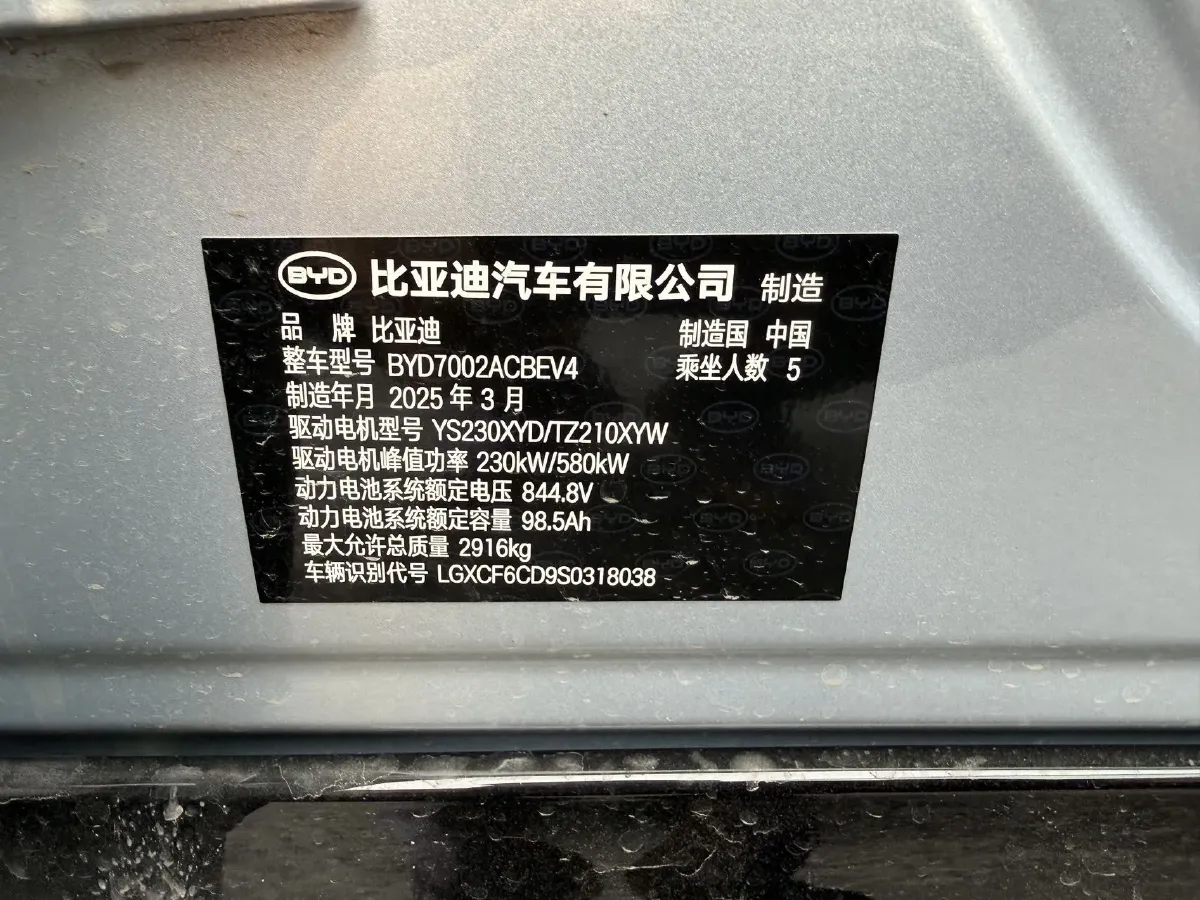 BYD 比亚迪汽车有限公司 制造
品 牌 比亚迪 制造国 中国
整车型号 BYD7002ACBEV4 乘坐人数 5
制造年月 2025 年 3 月
驱动电机型号 YS230XYD/TZ210XYW
驱动电机峰值功率 230kW/580kW
动力电池系统额定电压 844.8V
动力电池系统额定容量 98.5Ah
最大允许总质量 2916kg
车辆识别代号 LGXCF6CD9S0318038